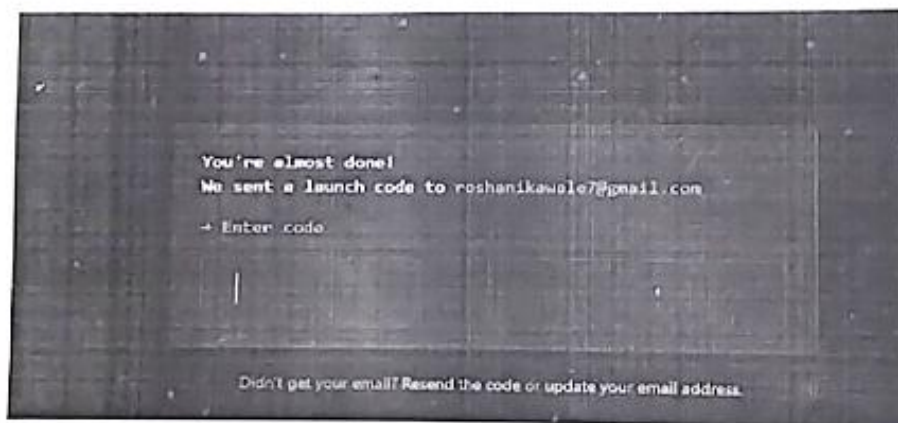 You're almost done!
We sent a launch code to roshanikawale7@gmail.com
→ Enter code
Didn't get your email? Resend the code or update your email address.